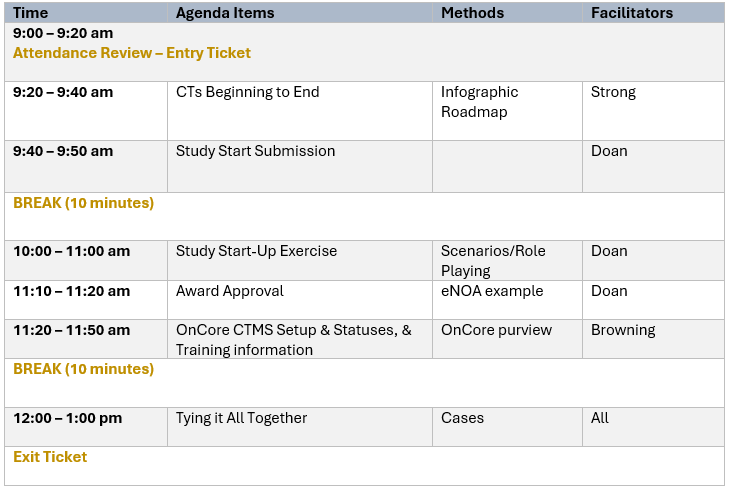 Time Agenda Items Methods Facilitators
9:00 – 9:20 am
Attendance Review – Entry Ticket
9:20 – 9:40 am CTs Beginning to End Infographic Strong
Roadmap
9:40 – 9:50 am Study Start Submission Doan
BREAK (10 minutes)
10:00 – 11:00 am Study Start-Up Exercise Scenarios/Role Doan
Playing
11:10 – 11:20 am Award Approval eNOA example Doan
11:20 – 11:50 am OnCore CTMS Setup & Statuses, & OnCore purview Browning
Training information
BREAK (10 minutes)
12:00 – 1:00 pm Tying it All Together Cases All
Exit Ticket